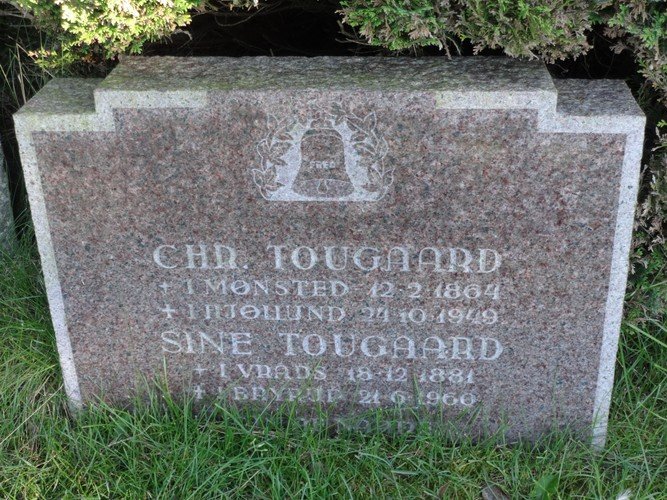 FRED
CHR. TOUGAARD
+ I MØNSTED 12-2-1864
+ I HJØLLUND 24-10-1949
SINE TOUGAARD
+ I VRADS 18-12-1881
+ I BRYRUP 21-6-1960